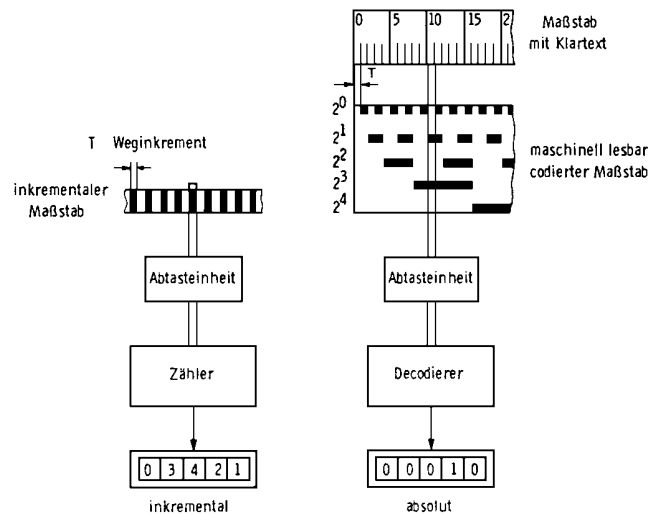 0 5 10 15 2
Maßstab
mit Klartext
T
2⁰
2¹
2²
2³
2⁴
maschinell lesbar
codierter Maßstab
T Weginkrement
inkrementaler
Maßstab
Abtasteinheit
Abtasteinheit
Zähler
Decodierer
0 3 4 2 1
0 0 0 1 0
inkremental
absolut